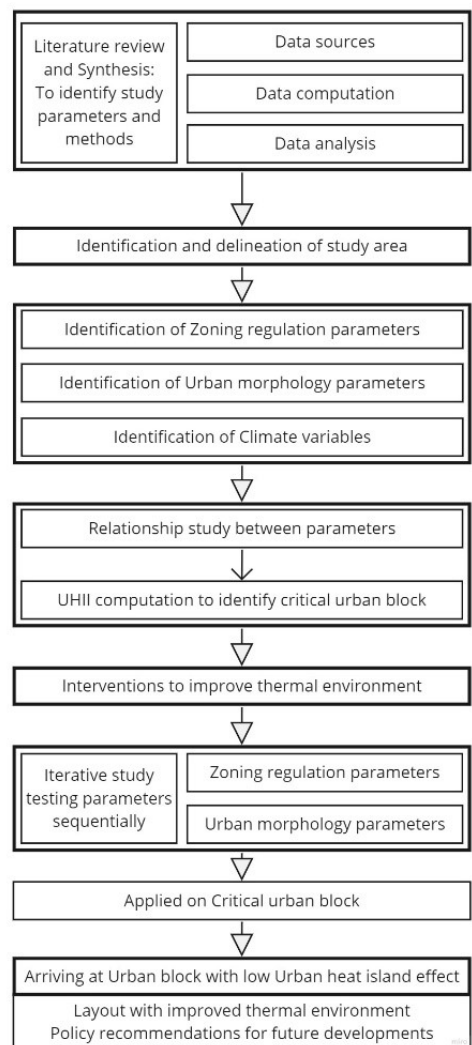 Literature review
and Synthesis:
To identify study
parameters and
methods
Data sources
Data computation
Data analysis
Identification and delineation of study area
Identification of Zoning regulation parameters
Identification of Urban morphology parameters
Identification of Climate variables
Relationship study between parameters
UHII computation to identify critical urban block
Interventions to improve thermal environment
Iterative study
testing parameters
sequentially
Zoning regulation parameters
Urban morphology parameters
Applied on Critical urban block
Arriving at Urban block with low Urban heat island effect
Layout with improved thermal environment
Policy recommendations for future developments
miro